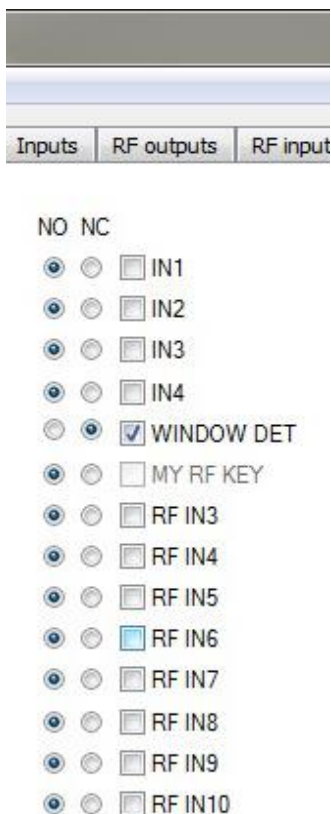 Inputs RF outputs RF input
NO NC
IN1
IN2
IN3
IN4
WINDOW DET
MY RF KEY
RF IN3
RF IN4
RF IN5
RF IN6
RF IN7
RF IN8
RF IN9
RF IN10